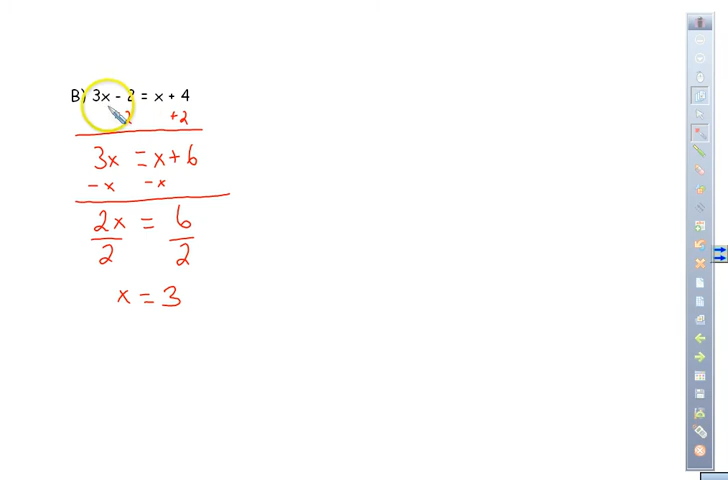 B) 3x - 2 = x + 4
2 +2
3x = x + 6
- x - x
2x = 6
2 2
x = 3